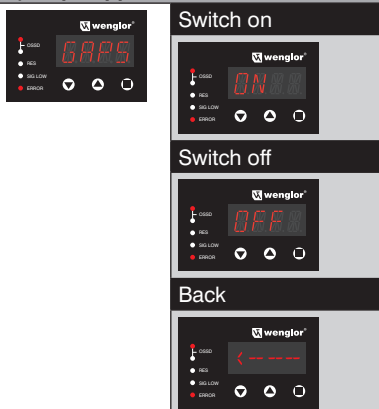 wenglor®
OSSD
GAPS
RES
SIG LOW
ERROR
Switch on
wenglor®
OSSD
ON
RES
SIG LOW
ERROR
Switch off
wenglor®
OSSD
OFF
RES
SIG LOW
ERROR
Back
wenglor®
OSSD
<----
RES
SIG LOW
ERROR